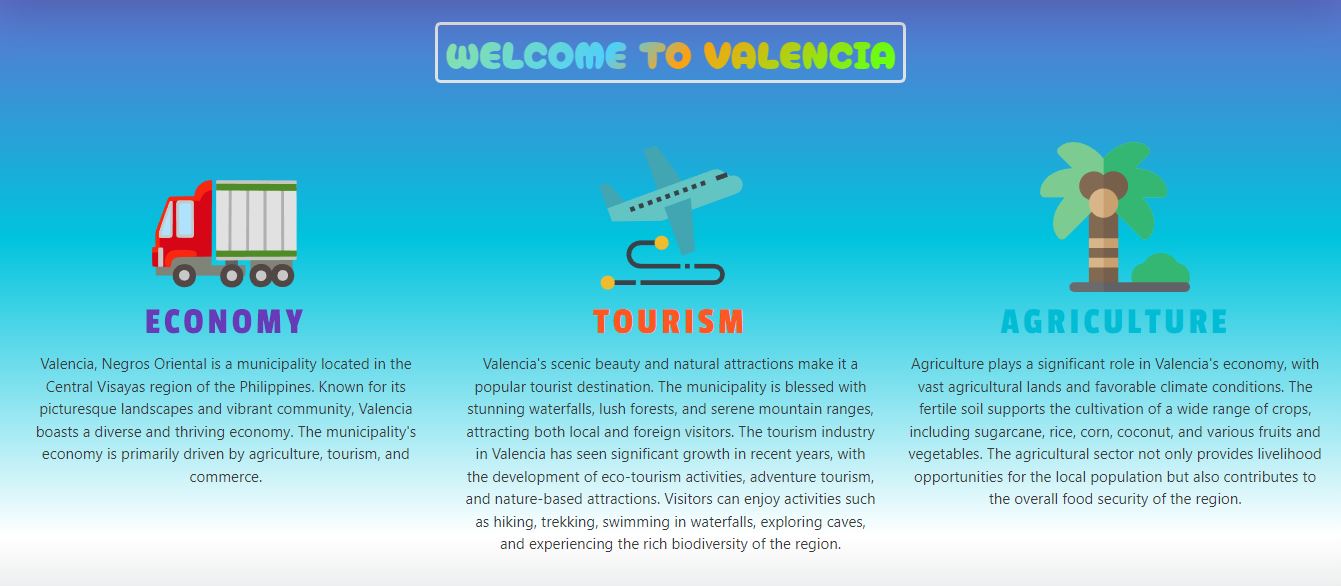 WELCOME TO VALENCIA
ECONOMY
Valencia, Negros Oriental is a municipality located in the
Central Visayas region of the Philippines. Known for its
picturesque landscapes and vibrant community, Valencia
boasts a diverse and thriving economy. The municipality's
economy is primarily driven by agriculture, tourism, and
commerce.
TOURISM
Valencia's scenic beauty and natural attractions make it a
popular tourist destination. The municipality is blessed with
stunning waterfalls, lush forests, and serene mountain ranges,
attracting both local and foreign visitors. The tourism industry
in Valencia has seen significant growth in recent years, with
the development of eco-tourism activities, adventure tourism,
and nature-based attractions. Visitors can enjoy activities such
as hiking, trekking, swimming in waterfalls, exploring caves,
and experiencing the rich biodiversity of the region.
AGRICULTURE
Agriculture plays a significant role in Valencia's economy, with
vast agricultural lands and favorable climate conditions. The
fertile soil supports the cultivation of a wide range of crops,
including sugarcane, rice, corn, coconut, and various fruits and
vegetables. The agricultural sector not only provides livelihood
opportunities for the local population but also contributes to
the overall food security of the region.